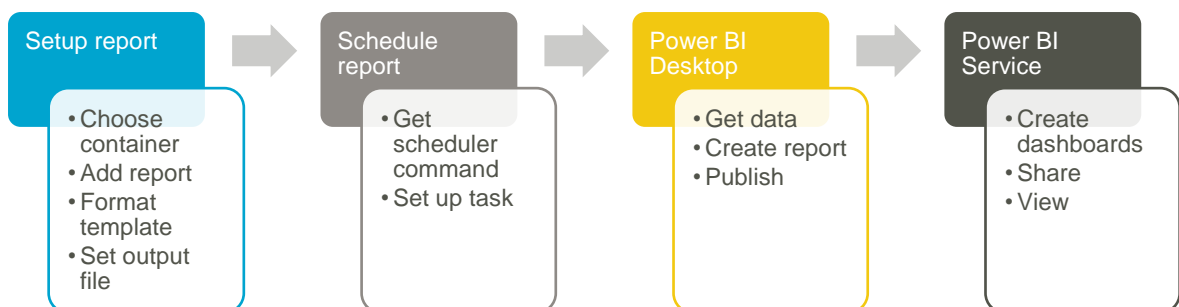 Setup report
• Choose
container
• Add report
• Format
template
• Set output
file
Schedule
report
• Get
scheduler
command
• Set up task
Power BI
Desktop
• Get data
• Create report
• Publish
Power BI
Service
• Create
dashboards
• Share
• View